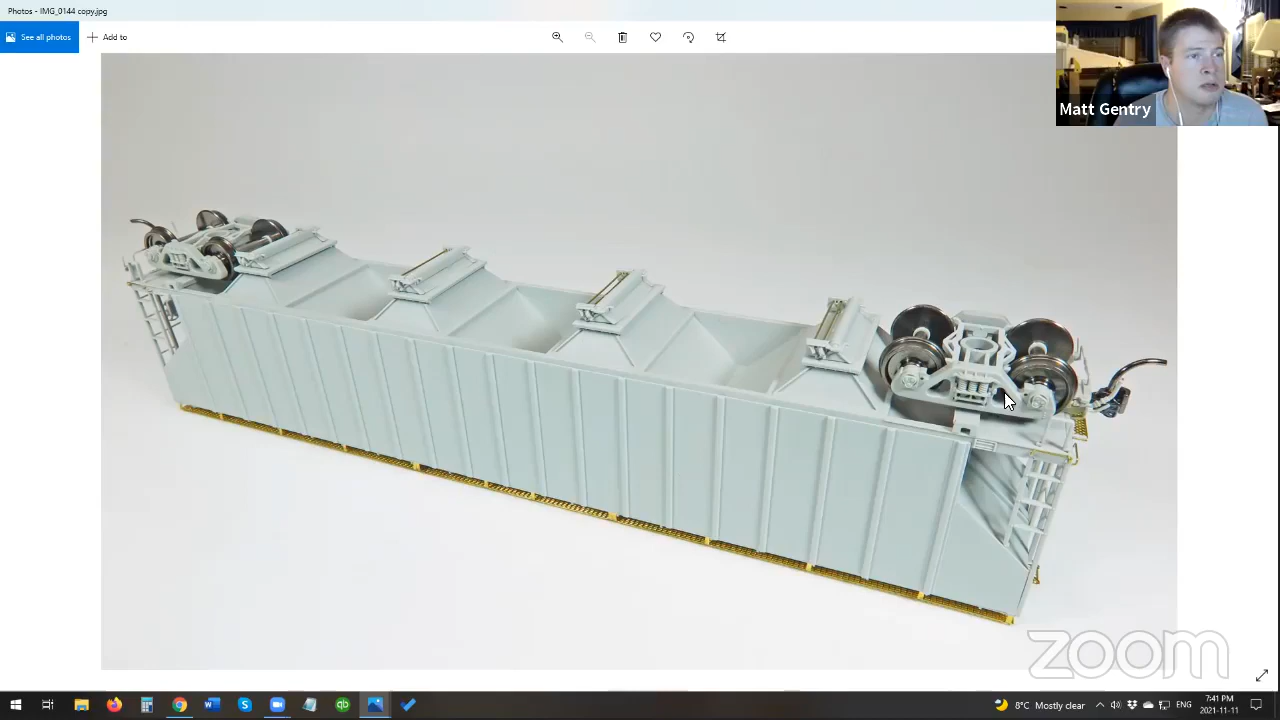 Photos - IMG_0144 copy.jpg
See all photos
Add to
Matt Gentry
zoom
8°C Mostly clear
ENG
7:41 PM
2021-11-11